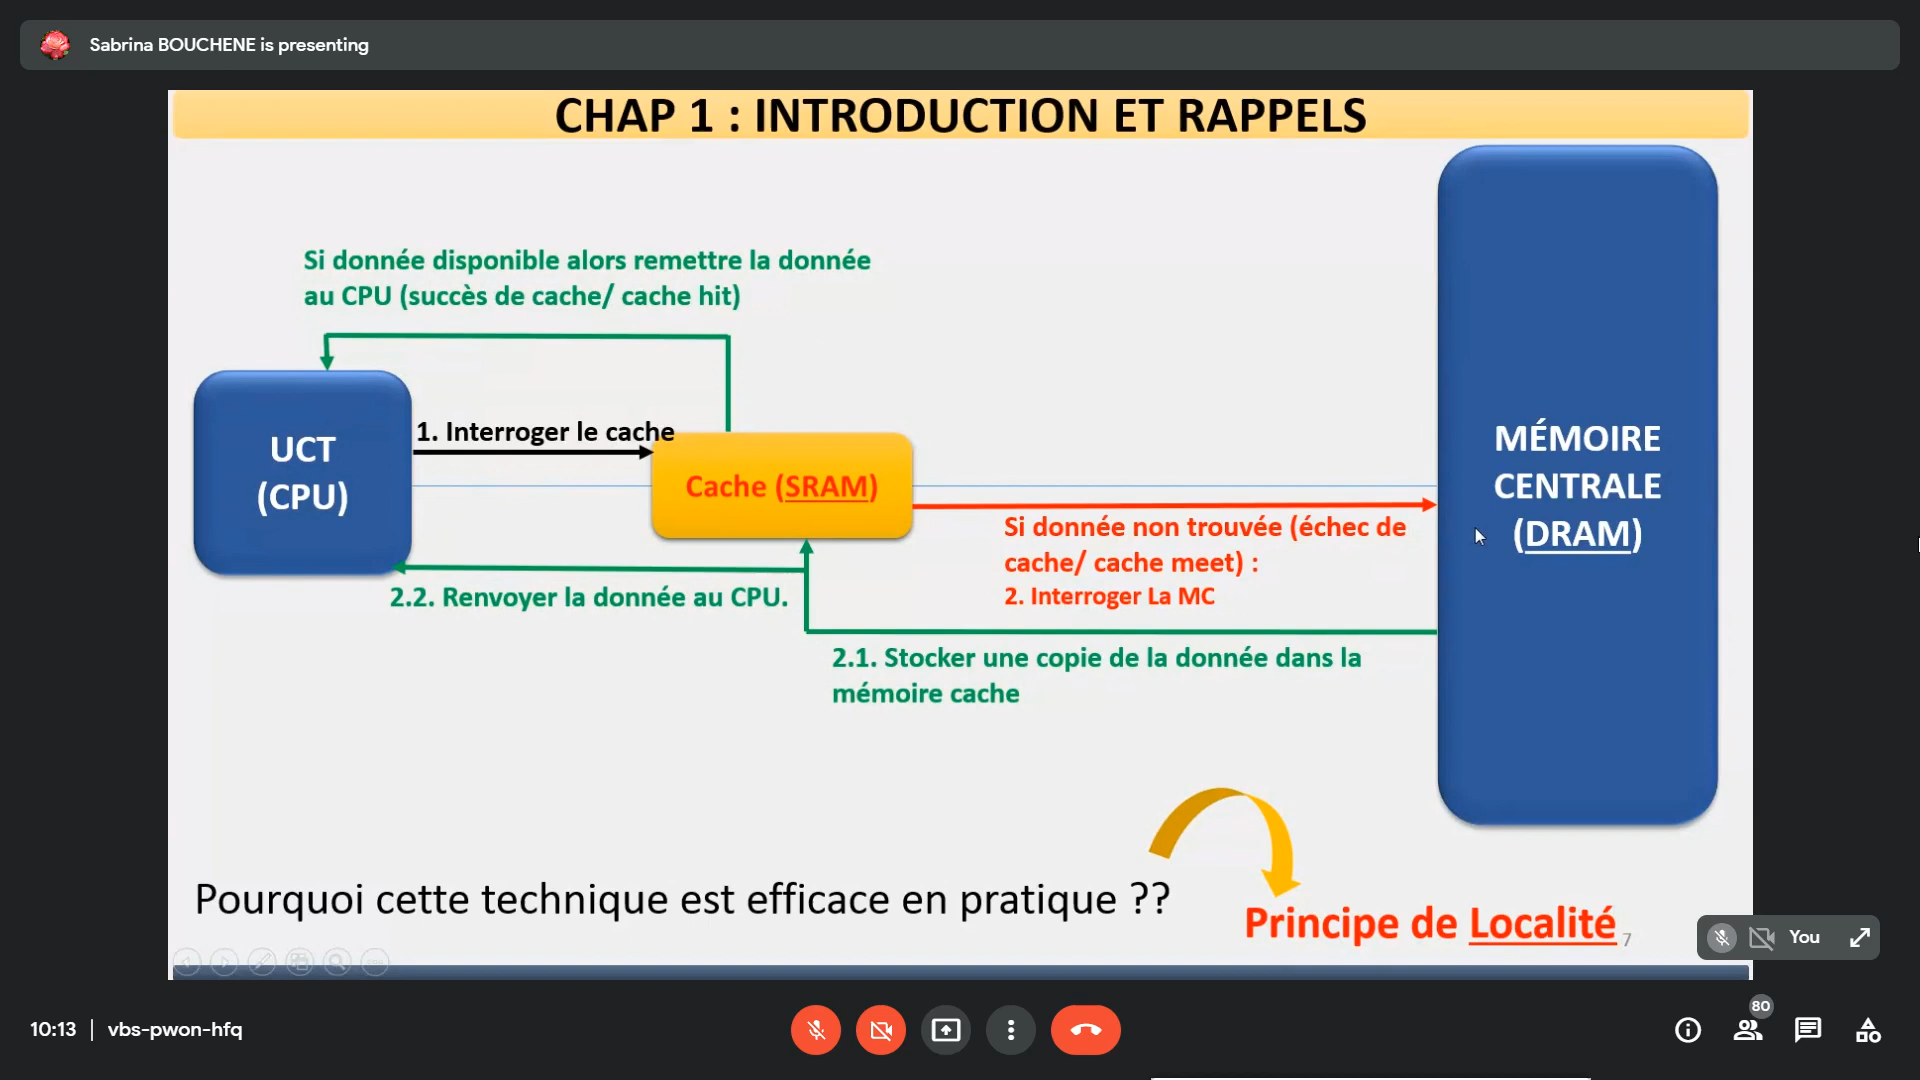 Sabrina BOUCHENE is presenting
CHAP 1 : INTRODUCTION ET RAPPELS
Si donnée disponible alors remettre la donnée
au CPU (succès de cache/ cache hit)
UCT
(CPU)
1. Interroger le cache
Cache (SRAM)
MÉMOIRE
CENTRALE
(DRAM)
Si donnée non trouvée (échec de
cache/ cache meet) :
2. Interroger La MC
2.2. Renvoyer la donnée au CPU.
2.1. Stocker une copie de la donnée dans la
mémoire cache
Pourquoi cette technique est efficace en pratique ??
Principe de Localité
7
You
10:13 | vbs-pwon-hfq
80